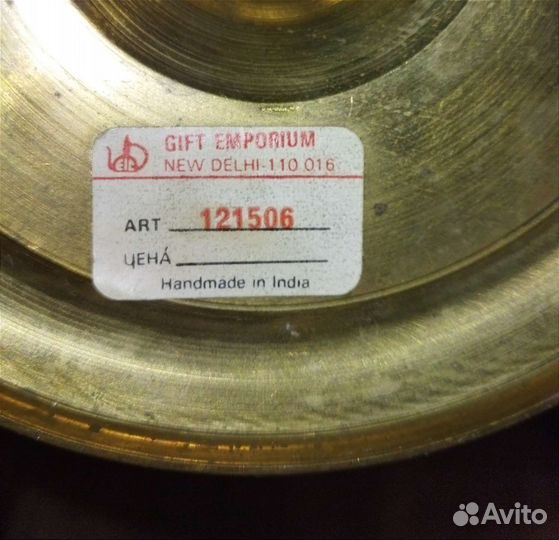 GIFT EMPORIUM
NEW DELHI-110 016
ART 121506
ЦЕНА́
Handmade in India
Avito